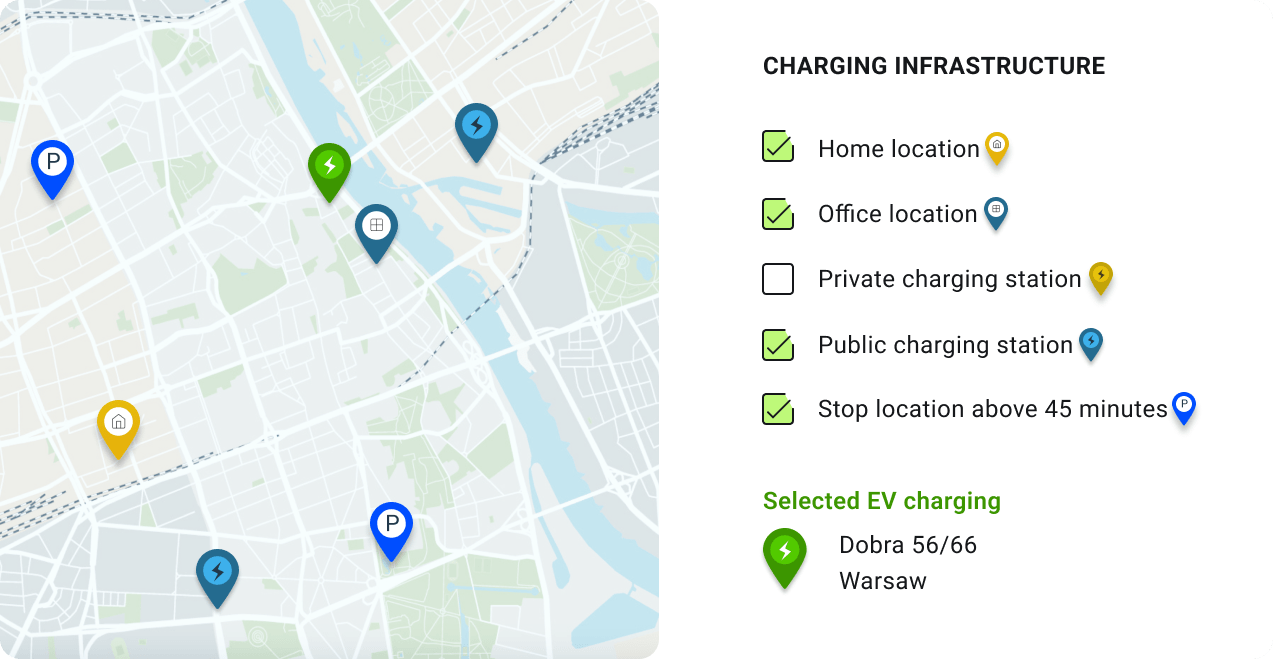 P
P
CHARGING INFRASTRUCTURE
Home location
Office location
Private charging station
Public charging station
Stop location above 45 minutes P
Selected EV charging
Dobra 56/66
Warsaw